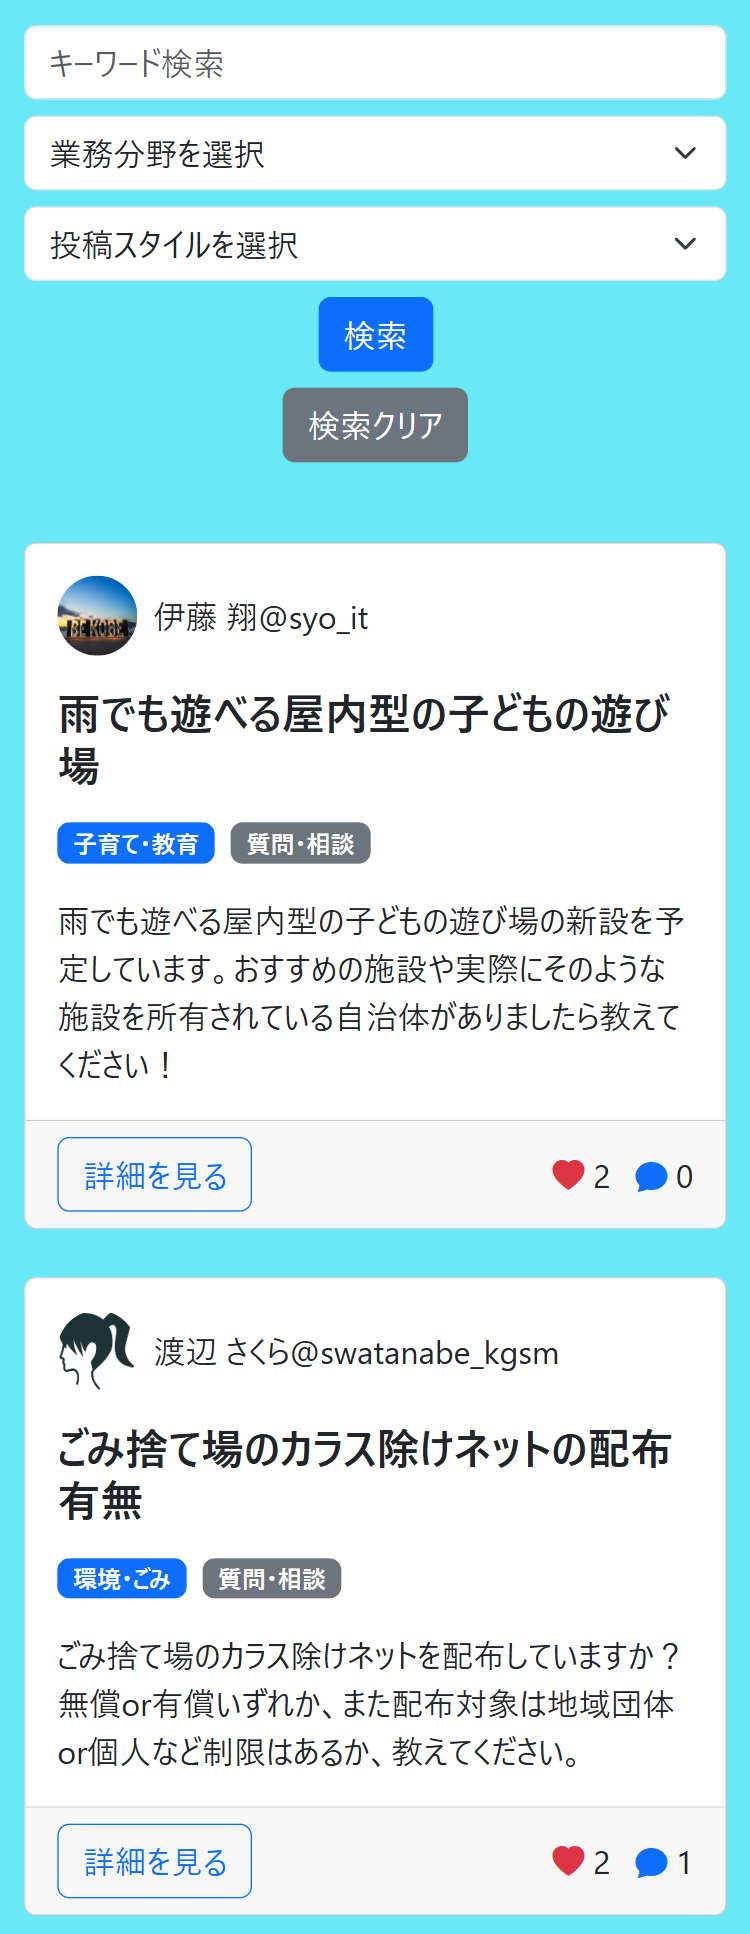 キーワード検索
業務分野を選択
投稿スタイルを選択
検索
検索クリア
BE KOBE
伊藤 翔@syo_it
雨でも遊べる屋内型の子どもの遊び
場
子育て・教育 質問・相談
雨でも遊べる屋内型の子どもの遊び場の新設を予
定しています。おすすめの施設や実際にそのような
施設を所有されている自治体がありましたら教えて
ください！
詳細を見る 2 0
渡辺 さくら@swatanabe_kgsm
ごみ捨て場のカラス除けネットの配布
有無
環境・ごみ 質問・相談
ごみ捨て場のカラス除けネットを配布していますか？
無償or有償いずれか、また配布対象は地域団体
or個人など制限はあるか、教えてください。
詳細を見る 2 1